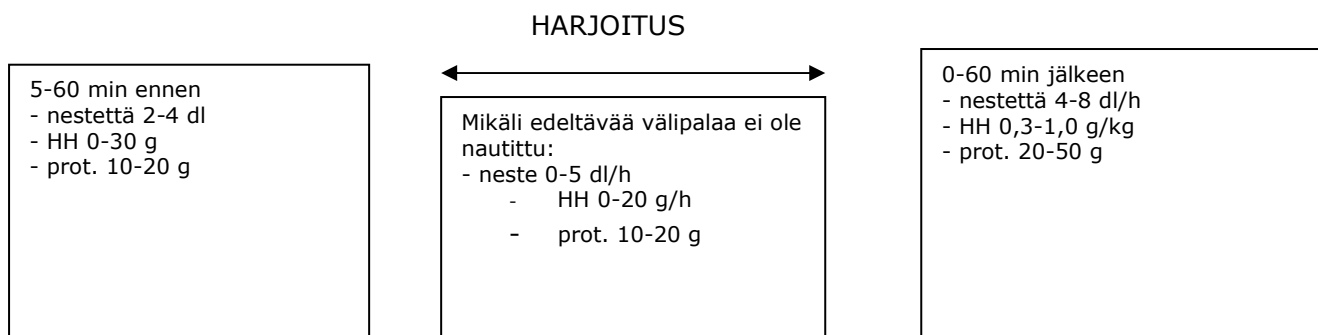 HARJOITUS
5-60 min ennen
- nestettä 2-4 dl
- HH 0-30 g
- prot. 10-20 g
Mikäli edeltävää välipalaa ei ole
nautittu:
- neste 0-5 dl/h
- HH 0-20 g/h
- prot. 10-20 g
0-60 min jälkeen
- nestettä 4-8 dl/h
- HH 0,3-1,0 g/kg
- prot. 20-50 g